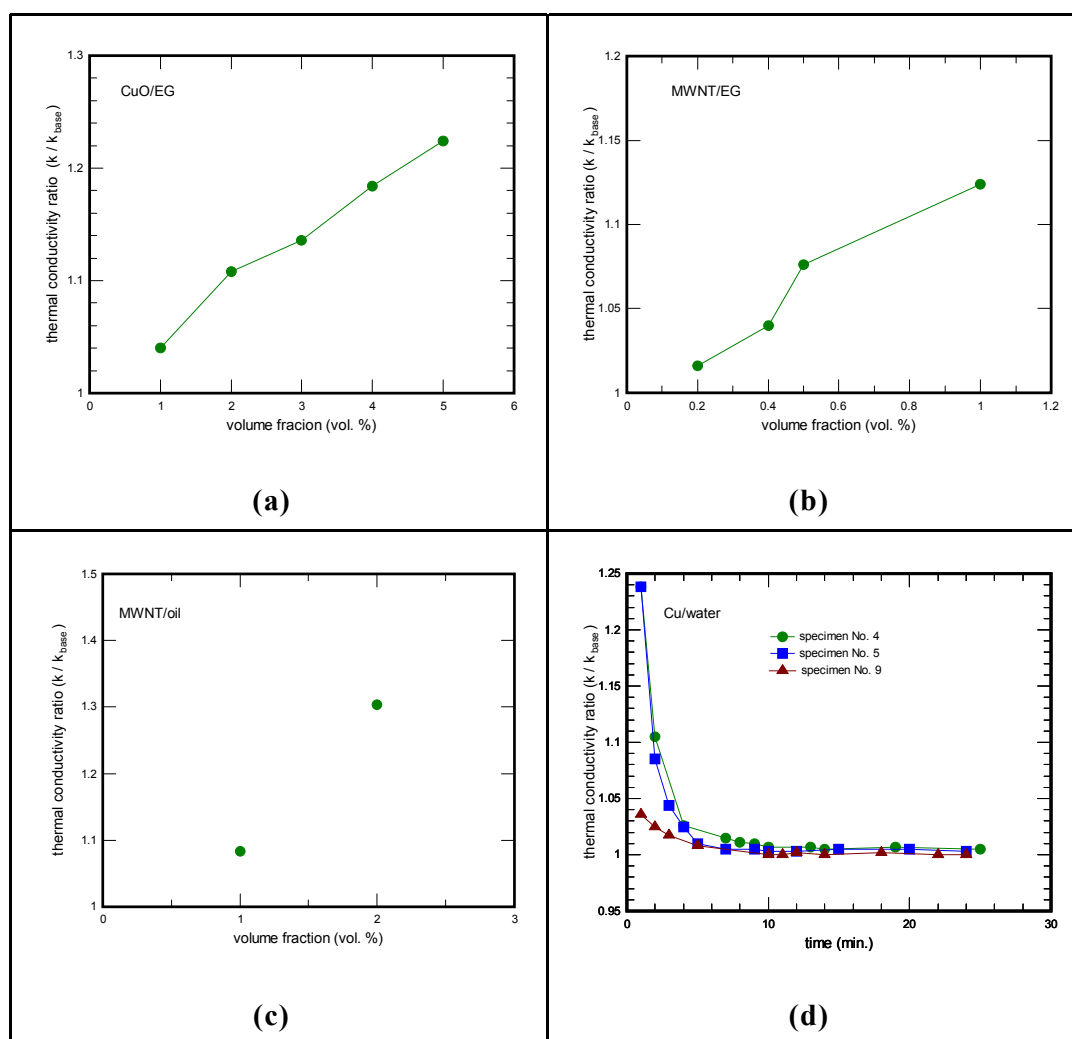 1.3
1.2
1.1
1
CuO/EG
thermal conductivity ratio (k / k base)
0 1 2 3 4 5 6
volume fracion (vol. %)
(a)
1.2
1.15
1.1
1.05
1
MWNT/EG
thermal conductivity ratio (k / k base)
0 0.2 0.4 0.6 0.8 1 1.2
volume fraction (vol. %)
(b)
1.5
1.4
1.3
1.2
1.1
1
MWNT/oil
thermal conductivity ratio (k / k base)
0 1 2 3
volume fraction (vol. %)
(c)
1.25
1.2
1.15
1.1
1.05
1
0.95
Cu/water
specimen No. 4
specimen No. 5
specimen No. 9
thermal conductivity ratio (k / k base)
0 10 20 30
time (min.)
(d)